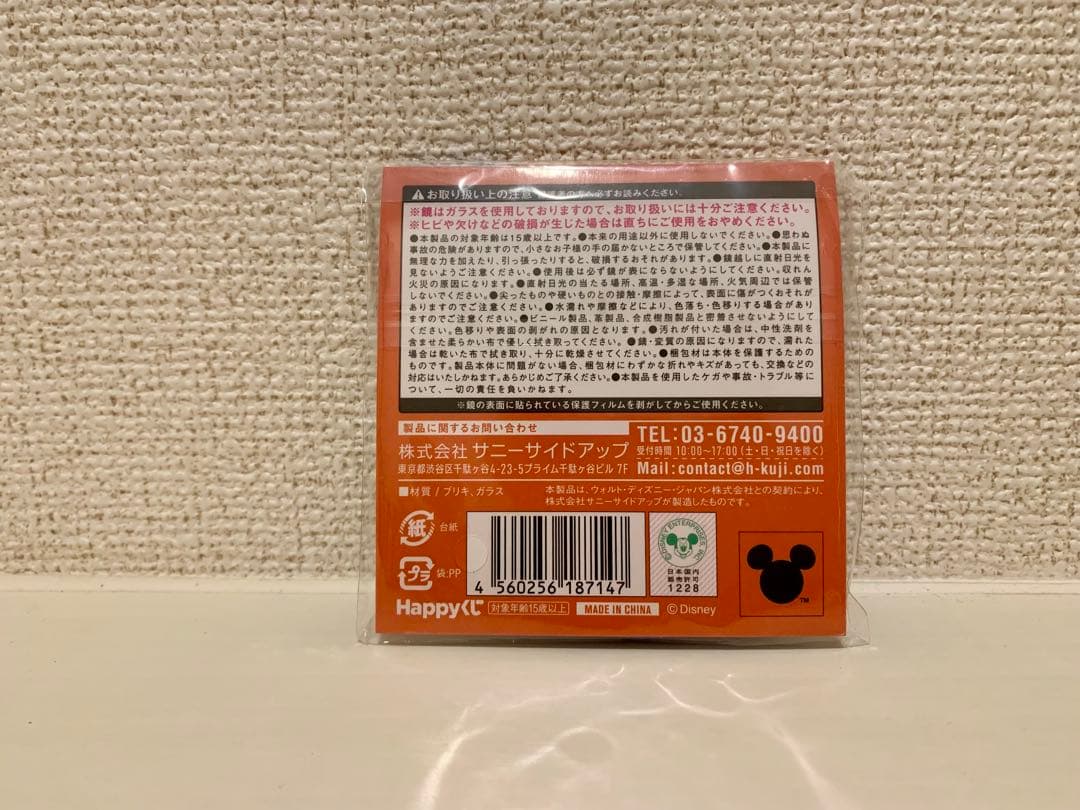 お取り扱い上の注意 必ずお読みください。
※鏡はガラスを使用しておりますので、お取り扱いには十分ご注意ください。
※ヒビや欠けなどの破損が生じた場合は直ちにご使用をおやめください。
●本製品の対象年齢は15歳以上です。●本来の用途以外に使用しないでください。●思わぬ
事故の危険がありますので、小さなお子様の手の届かないところで保管してください。●本製品に
無理な力を加えたり、引っ張ったりすると、破損するおそれがあります。●鏡越しに直射日光を
見ないようご注意ください。●使用後は必ず鏡が表にならないようにしてください。収れん
火災の原因になります。●直射日光の当たる場所、高温・多湿な場所、火気周辺では保管
しないでください。●尖ったものや硬いものとの接触・摩擦によって、表面に傷がつくおそれが
ありますのでご注意ください。●水濡れや摩擦などにより、色落ち・色移りする場合があり
ますのでご注意ください。●ビニール製品、革製品、合成樹脂製品と密着させないようにして
ください。色移りや表面の剥がれの原因となります。●汚れが付いた場合は、中性洗剤
を含ませた柔らかい布で優しく拭き取ってください。●錆・変質の原因になりますので、濡れた
場合は乾いた布で拭き取り、十分に乾燥させてください。●梱包材は本体を保護するための
ものです。製品本体に問題がない場合、梱包材にわずかな折れやキズがあっても、交換などの
対応はいたしかねます。あらかじめご了承ください。●本製品を使用したケガや事故・トラブル等に
ついて、一切の責任を負いかねます。
※鏡の表面に貼られている保護フィルムを剥がしてからご使用ください。
製品に関するお問い合わせ
株式会社 サニーサイドアップ
東京都渋谷区千駄ヶ谷4-23-5プライム千駄ヶ谷ビル 7F
TEL:03-6740-9400
受付時間 10:00~17:00(土・日・祝日を除く)
Mail:contact@h-kuji.com
■材質 / ブリキ、ガラス
本製品は、ウォルト・ディズニー・ジャパン株式会社との契約により、
株式会社サニーサイドアップが製造したものです。
紙 台紙
プラ 袋:PP
4 560256 187147
©DISNEY ENTERPRISES, INC.
日本国内
販売許可
1228
TM
Happyくじ 対象年齢15歳以上 MADE IN CHINA ©Disney